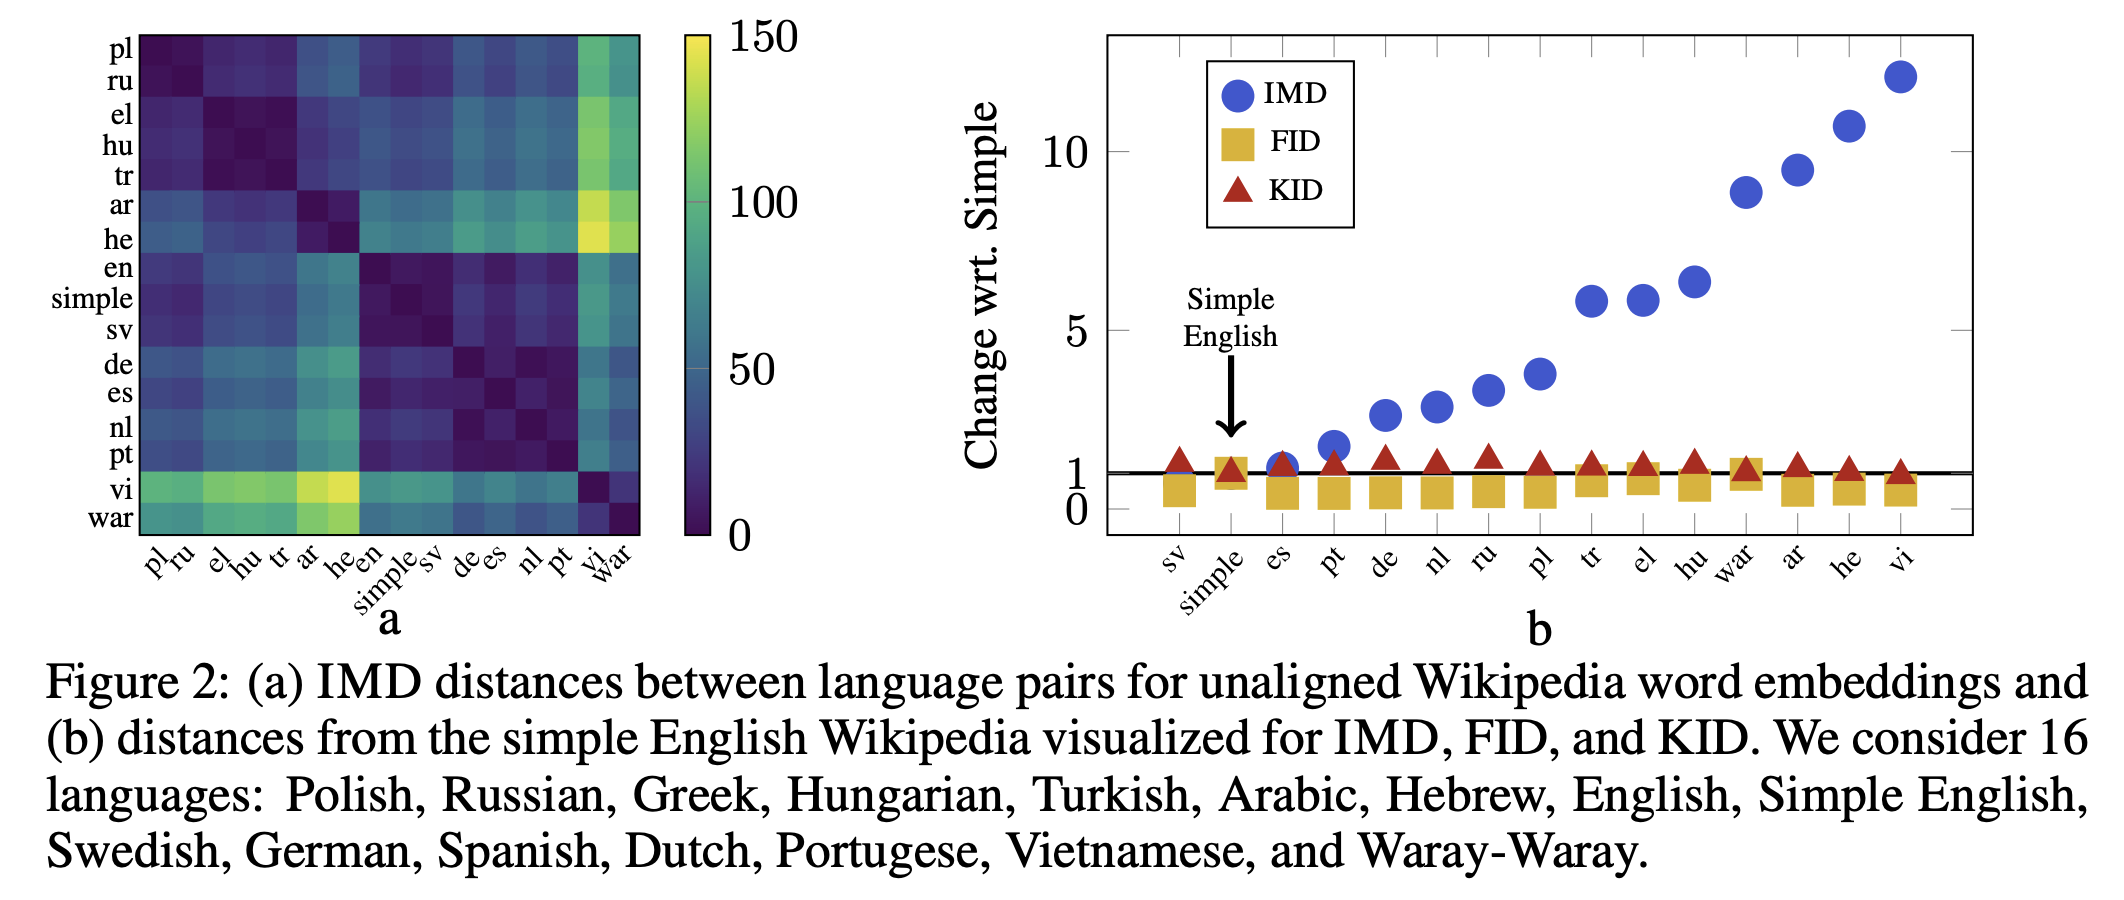 pl
ru
el
hu
tr
ar
he
en
simple
sv
de
es
nl
pt
vi
war
pl ru el hu tr ar he en simple sv de es nl pt vi war
a
150
100
50
0
Change wrt. Simple
10
5
1
0
IMD
FID
KID
Simple
English
sv simple es pt de nl ru pl tr el hu war ar he vi
b
Figure 2: (a) IMD distances between language pairs for unaligned Wikipedia word embeddings and
(b) distances from the simple English Wikipedia visualized for IMD, FID, and KID. We consider 16
languages: Polish, Russian, Greek, Hungarian, Turkish, Arabic, Hebrew, English, Simple English,
Swedish, German, Spanish, Dutch, Portugese, Vietnamese, and Waray-Waray.